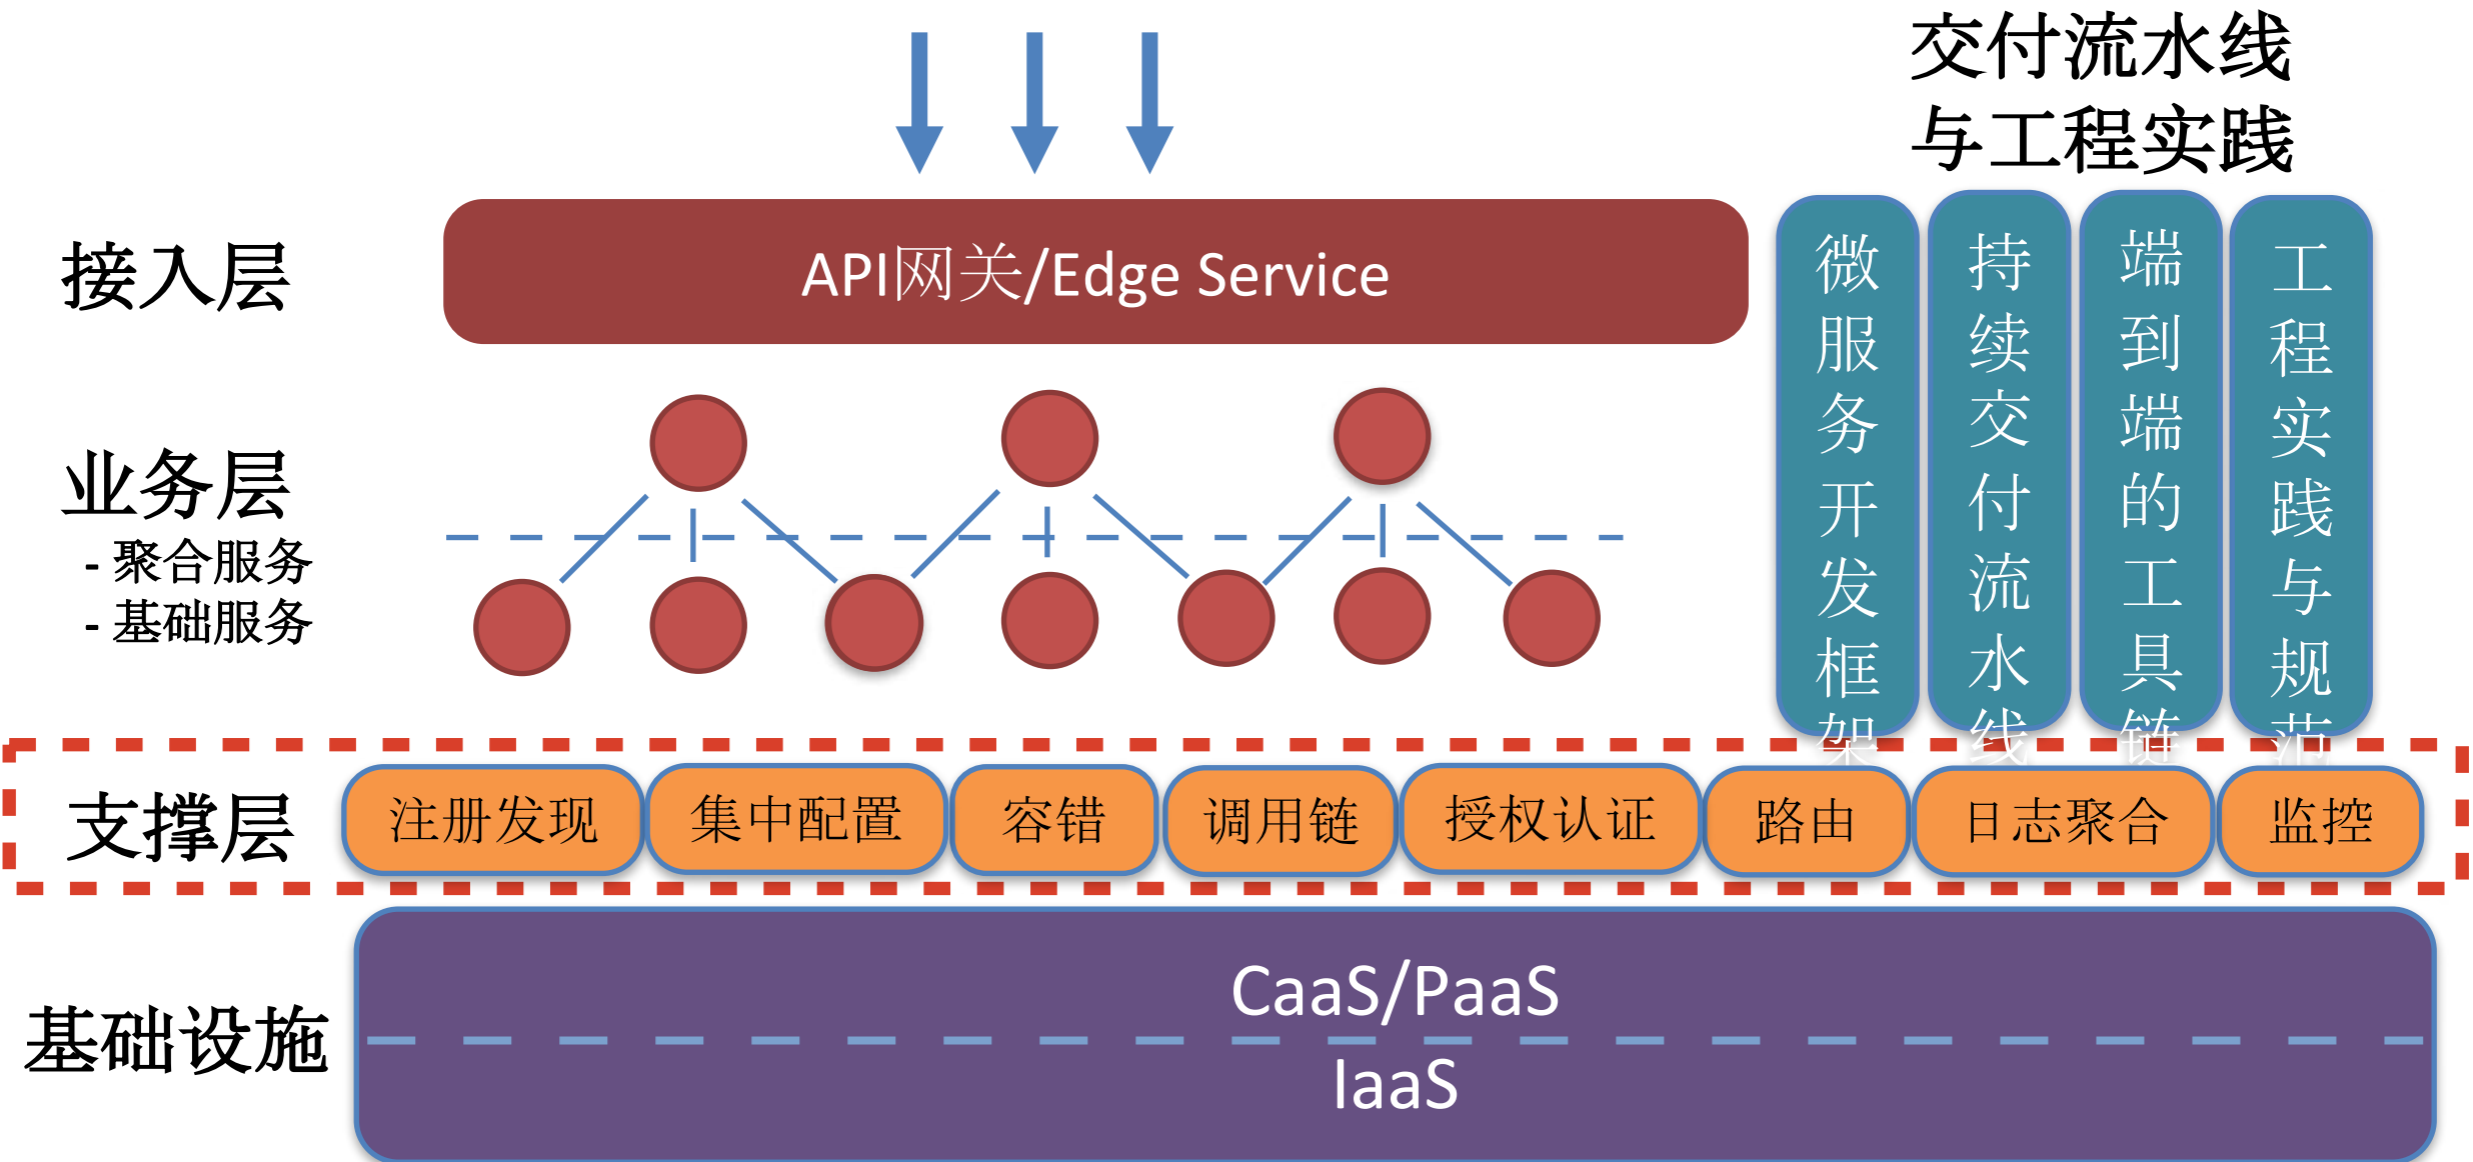 交付流水线
与工程实践
接入层
API网关/Edge Service
业务层
- 聚合服务
- 基础服务
微服务开发框架
持续交付流水线
端到端的工具链
工程实践与规范
支撑层
注册发现
集中配置
容错
调用链
授权认证
路由
日志聚合
监控
基础设施
CaaS/PaaS
IaaS